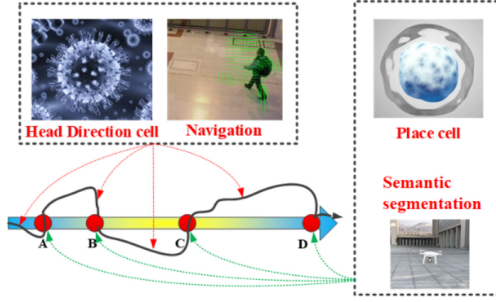 Head Direction cell
Navigation
Place cell
Semantic
segmentation
A
B
C
D